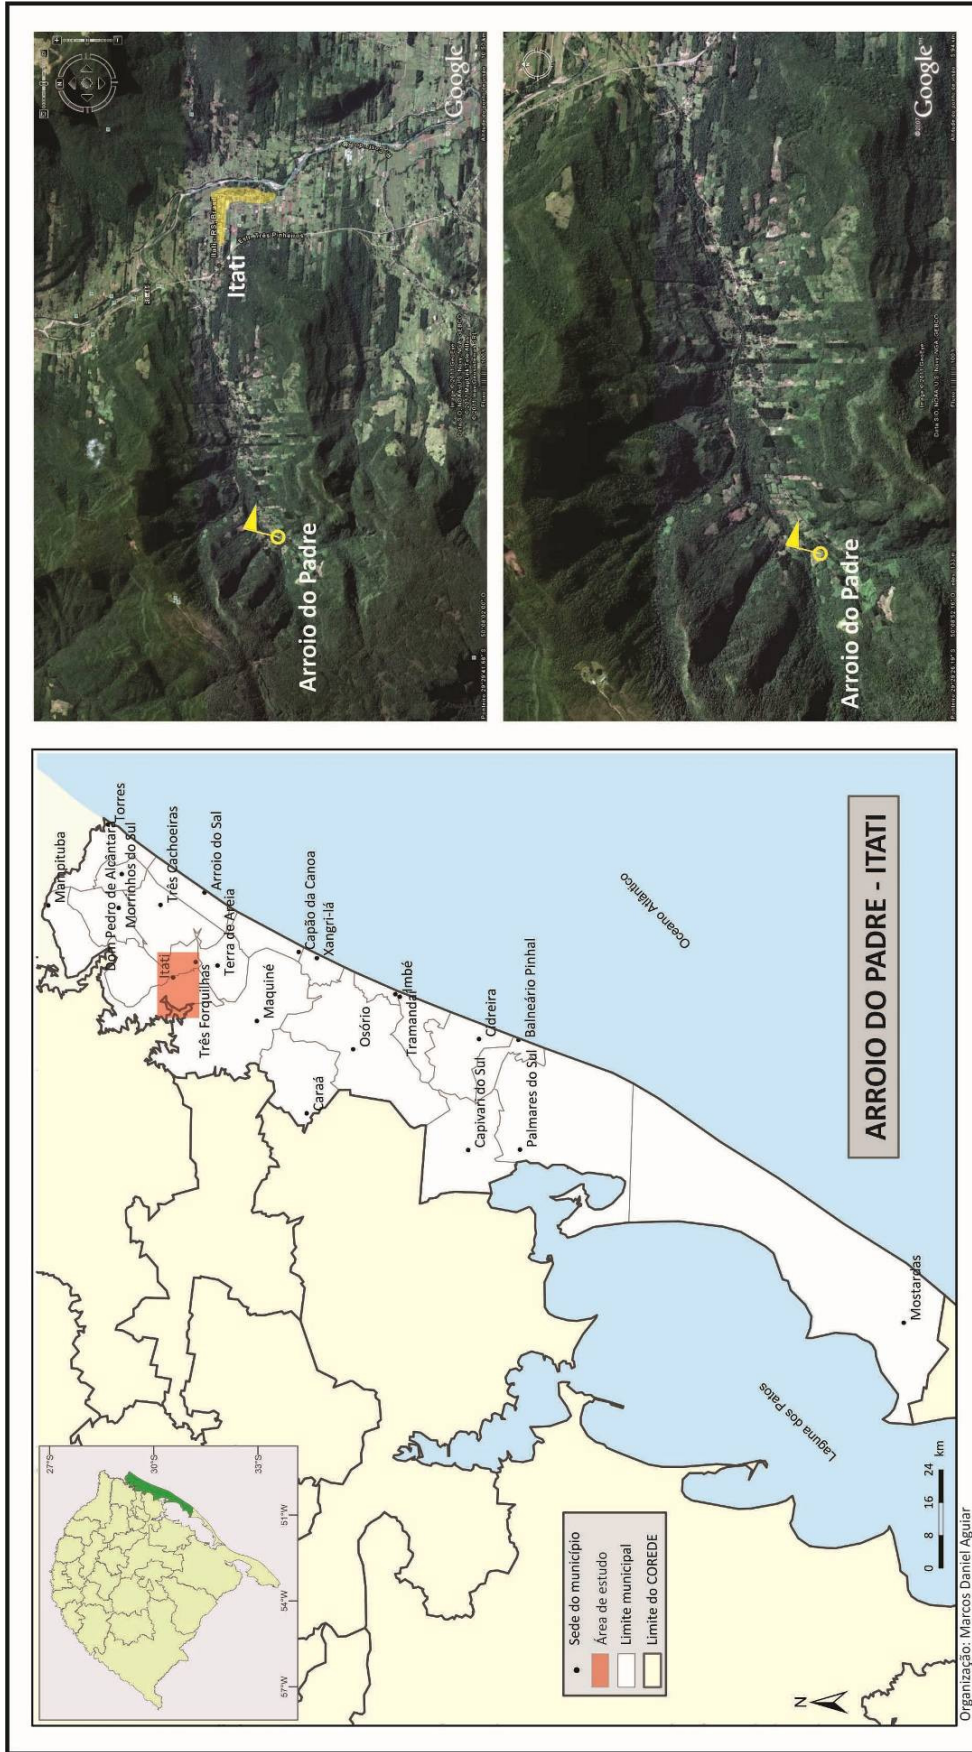 27°S
30°S
33°S
57°W
54°W
51°W
Mampituba
Dom Pedro de Alcântara
Torres
Morrinhos do Sul
Três Cachoeiras
Itati
Arroio do Sal
Três Forquilhas
Terra de Areia
Maquiné
Capão da Canoa
Xangri-lá
Caraá
Osório
Imbé
Tramandaí
Cidreira
Capivari do Sul
Balneário Pinhal
Palmares do Sul
Mostardas
Oceano Atlântico
Laguna dos Patos
Sede do município
Área de estudo
Limite municipal
Limite do COREDE
N
0 8 16 24
km
ARROIO DO PADRE - ITATI
Organização: Marcos Daniel Aguiar
Itati
Estr. Três Pinheiros
Arroio do Padre
Google
Arroio do Padre
Google